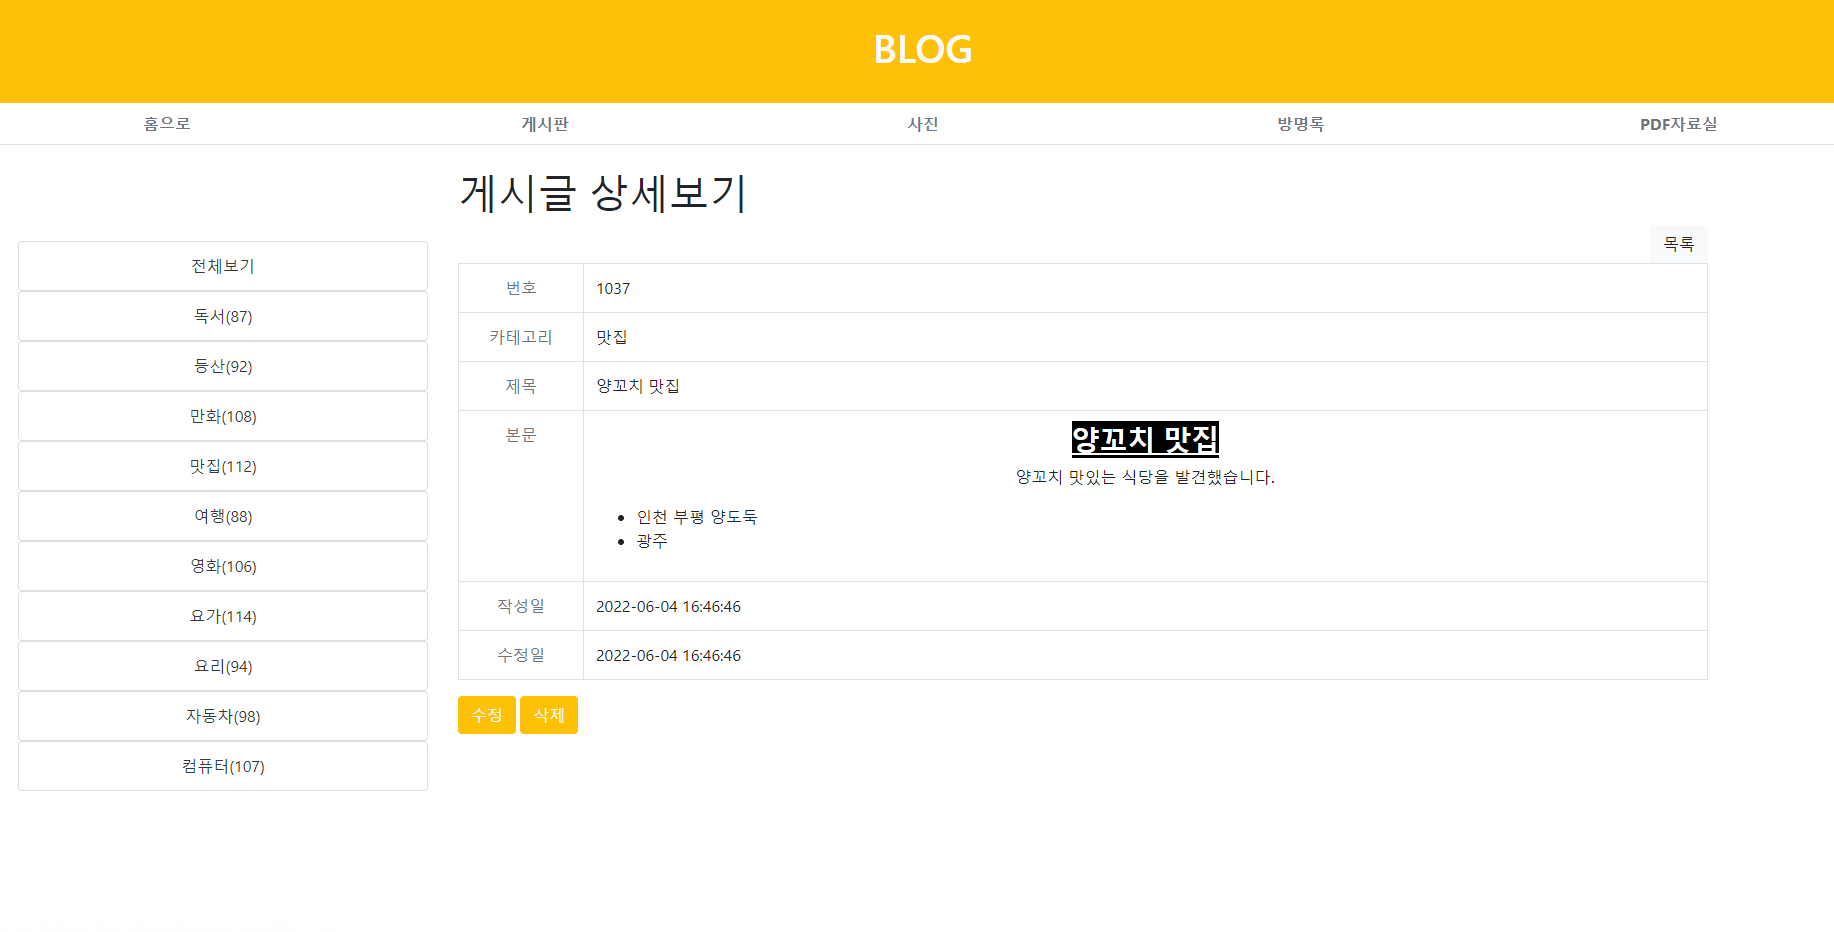 BLOG
홈으로 게시판 사진 방명록 PDF자료실
게시글 상세보기
목록
전체보기
독서(87)
등산(92)
만화(108)
맛집(112)
여행(88)
영화(106)
요가(114)
요리(94)
자동차(98)
컴퓨터(107)
번호 1037
카테고리 맛집
제목 양꼬치 맛집
본문 양꼬치 맛집
양꼬치 맛있는 식당을 발견했습니다.
• 인천 부평 양도둑
• 광주
작성일 2022-06-04 16:46:46
수정일 2022-06-04 16:46:46
수정 삭제